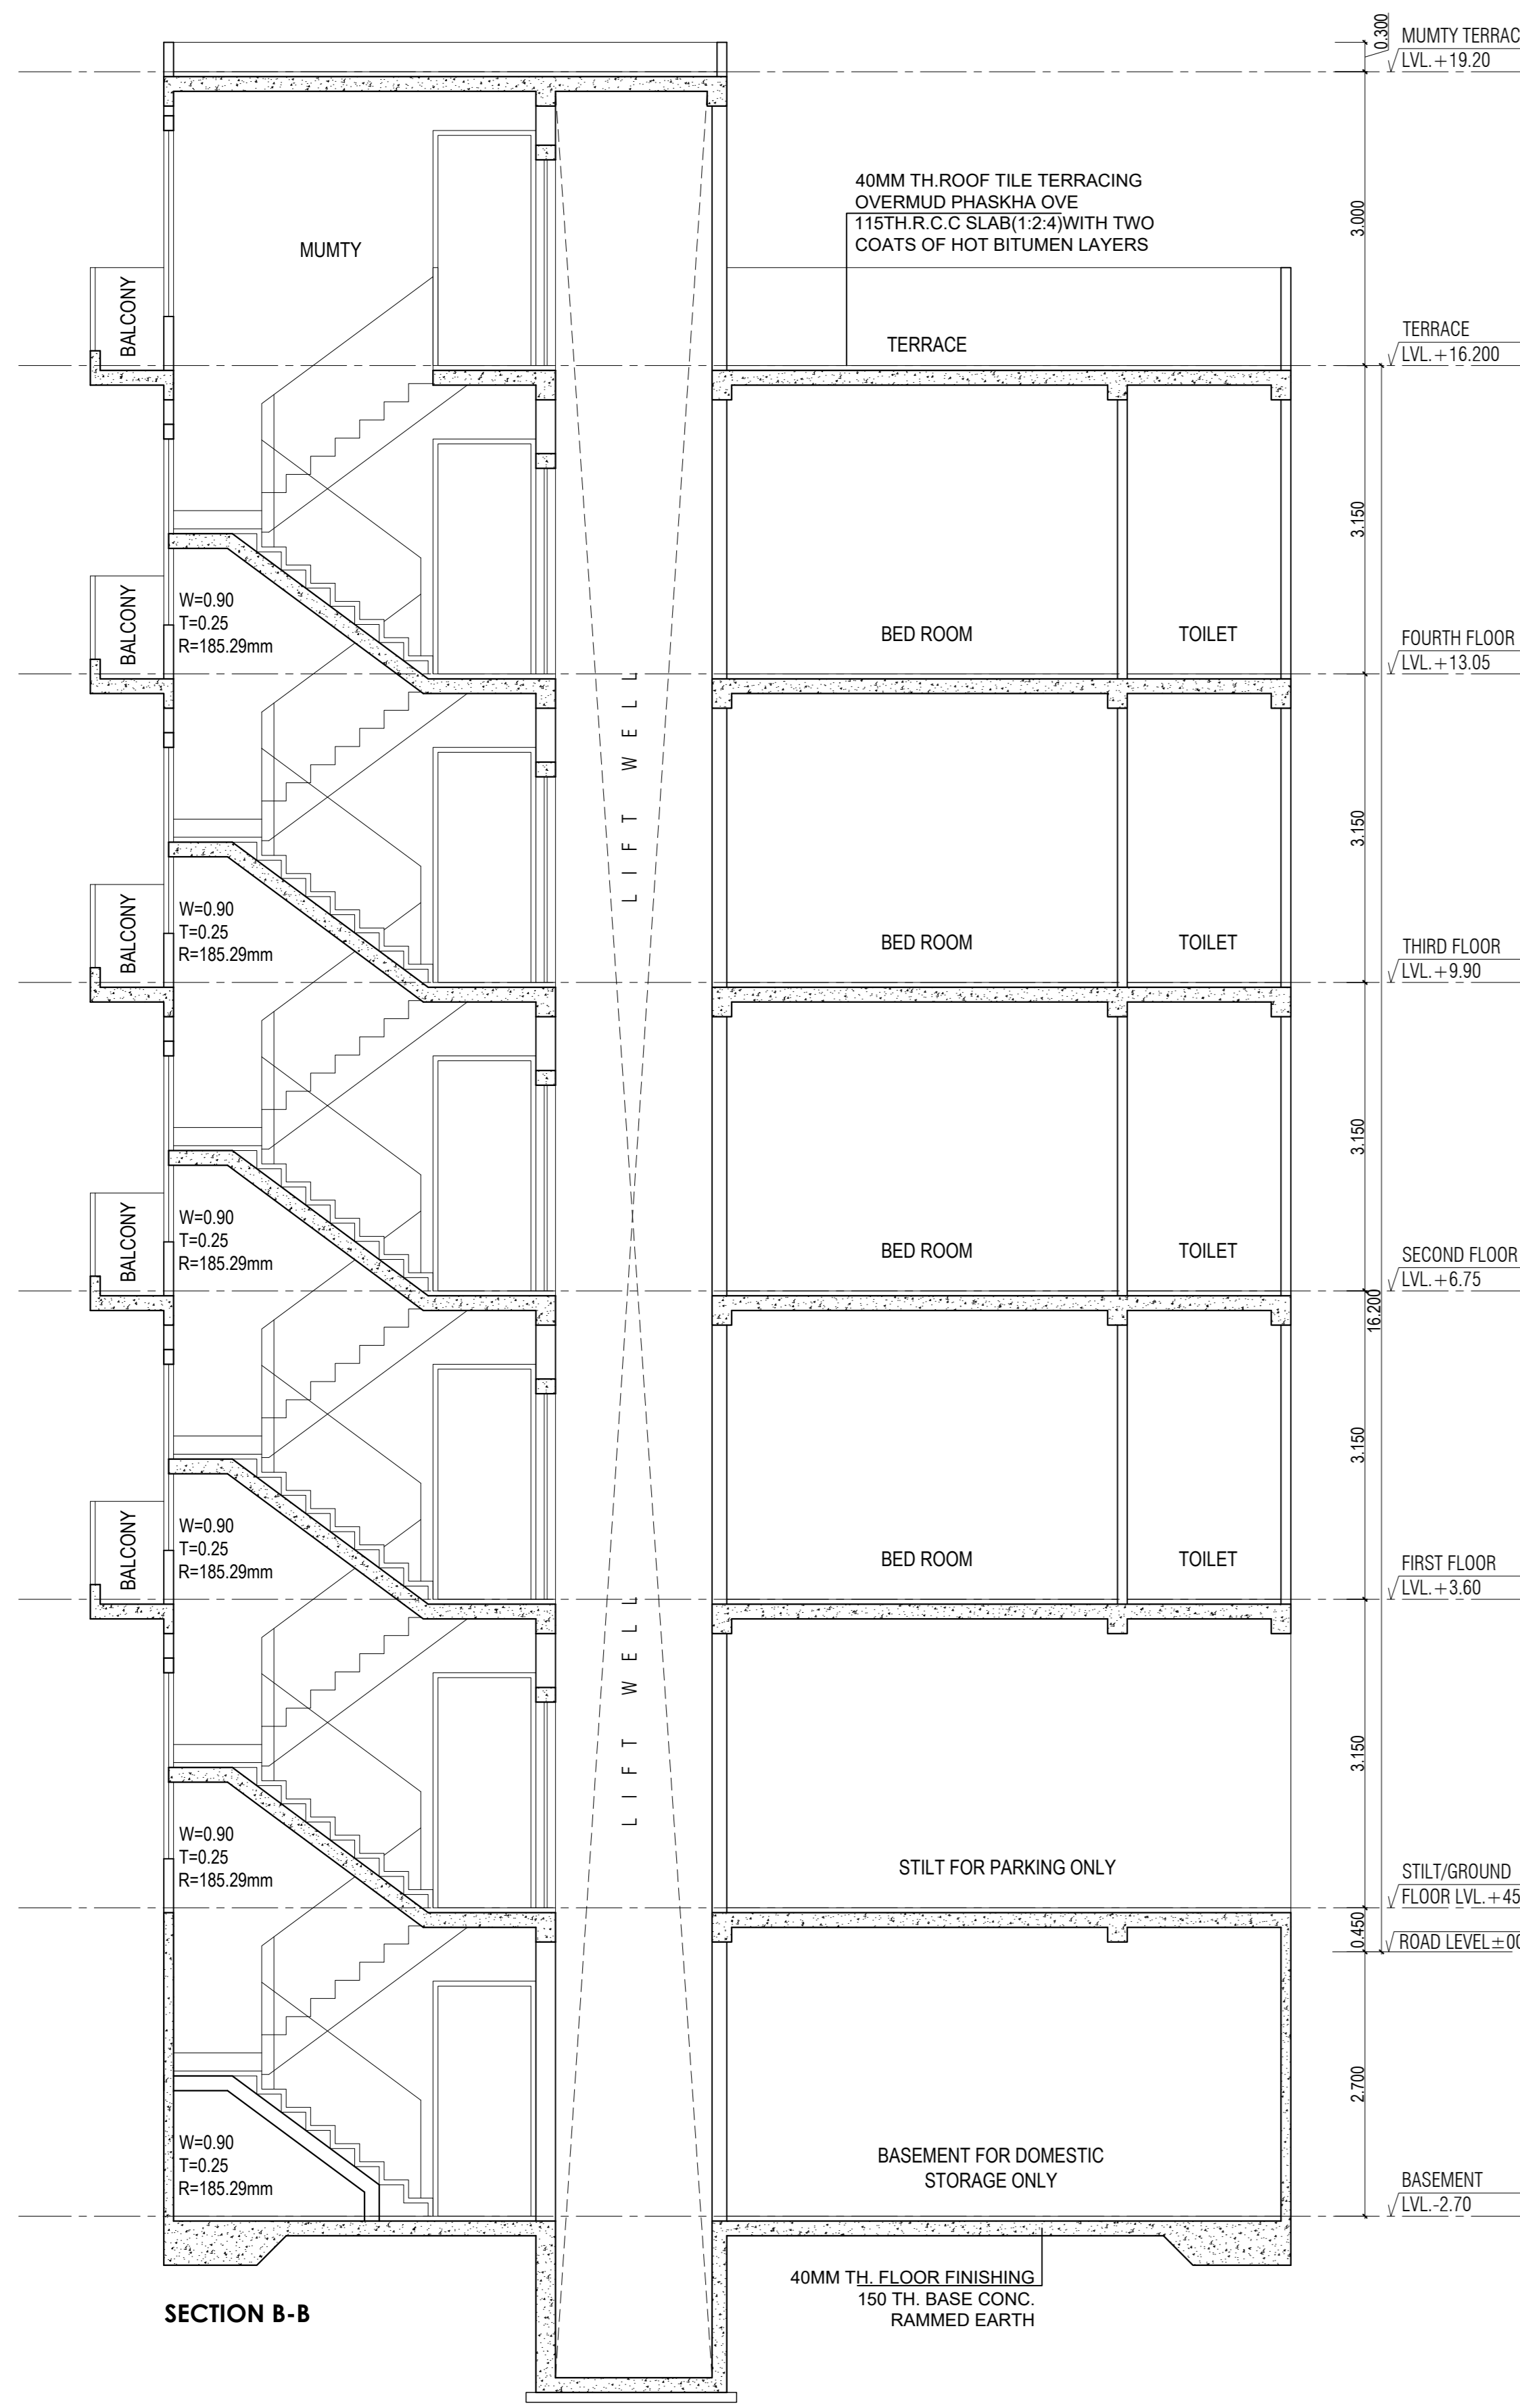 0.300
MUMTY TERRAC
LVL.+19.20
40MM TH.ROOF TILE TERRACING
OVERMUD PHASKHA OVE
115TH.R.C.C SLAB(1:2:4)WITH TWO
COATS OF HOT BITUMEN LAYERS
3.000
MUMTY
BALCONY
TERRACE
TERRACE
LVL.+16.200
3.150
BALCONY
W=0.90
T=0.25
R=185.29mm
BED ROOM
TOILET
FOURTH FLOOR
LVL.+13.05
LIFT WELL
3.150
BALCONY
W=0.90
T=0.25
R=185.29mm
BED ROOM
TOILET
THIRD FLOOR
LVL.+9.90
3.150
BALCONY
W=0.90
T=0.25
R=185.29mm
BED ROOM
TOILET
SECOND FLOOR
LVL.+6.75
16.200
3.150
BALCONY
W=0.90
T=0.25
R=185.29mm
BED ROOM
TOILET
FIRST FLOOR
LVL.+3.60
LIFT WELL
3.150
W=0.90
T=0.25
R=185.29mm
STILT FOR PARKING ONLY
STILT/GROUND
FLOOR LVL.+45
0.450
ROAD LEVEL±00
2.700
W=0.90
T=0.25
R=185.29mm
BASEMENT FOR DOMESTIC
STORAGE ONLY
BASEMENT
LVL.-2.70
40MM TH. FLOOR FINISHING
150 TH. BASE CONC.
RAMMED EARTH
SECTION B-B